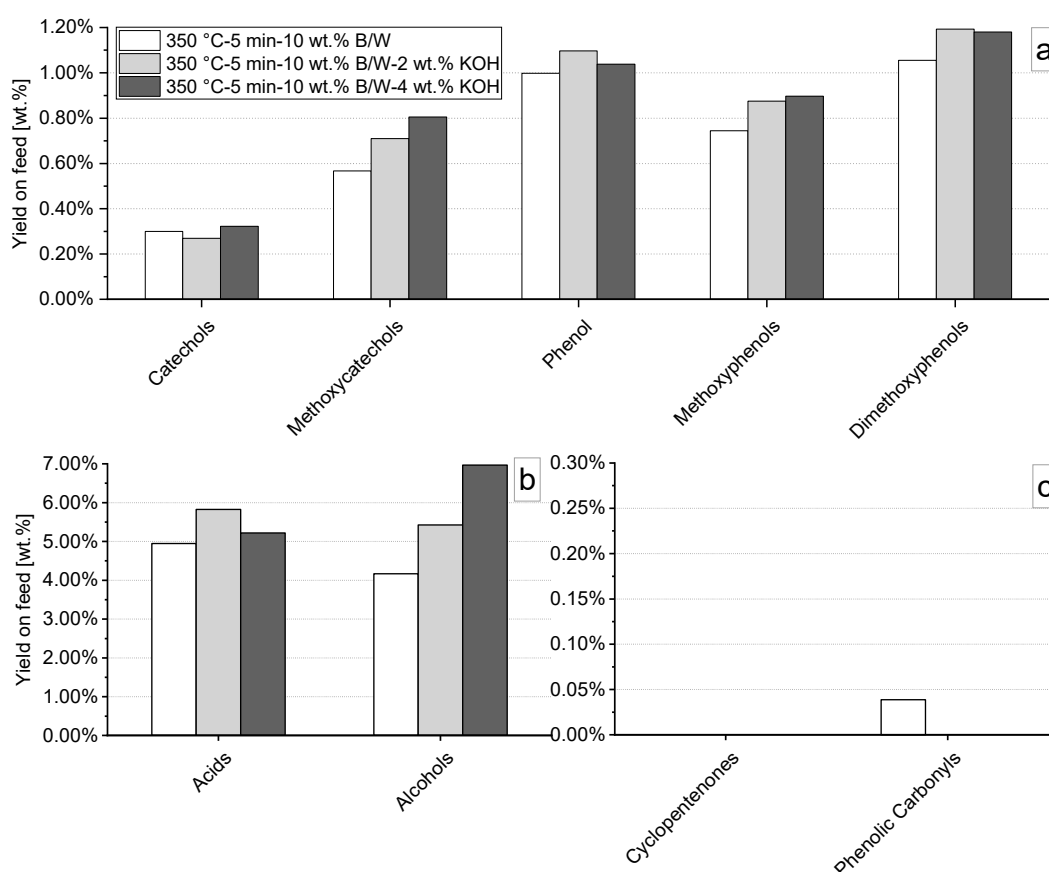 1.20%
1.00%
0.80%
0.60%
0.40%
0.20%
0.00%
Yield on feed [wt.%]
350 °C-5 min-10 wt.% B/W
350 °C-5 min-10 wt.% B/W-2 wt.% KOH
350 °C-5 min-10 wt.% B/W-4 wt.% KOH
a
Catechols
Methoxycatechols
Phenol
Methoxyphenols
Dimethoxyphenols
7.00%
6.00%
5.00%
4.00%
3.00%
2.00%
1.00%
0.00%
Yield on feed [wt.%]
b
Acids
Alcohols
0.30%
0.25%
0.20%
0.15%
0.10%
0.05%
0.00%
c
Cyclopentenones
Phenolic Carbonyls